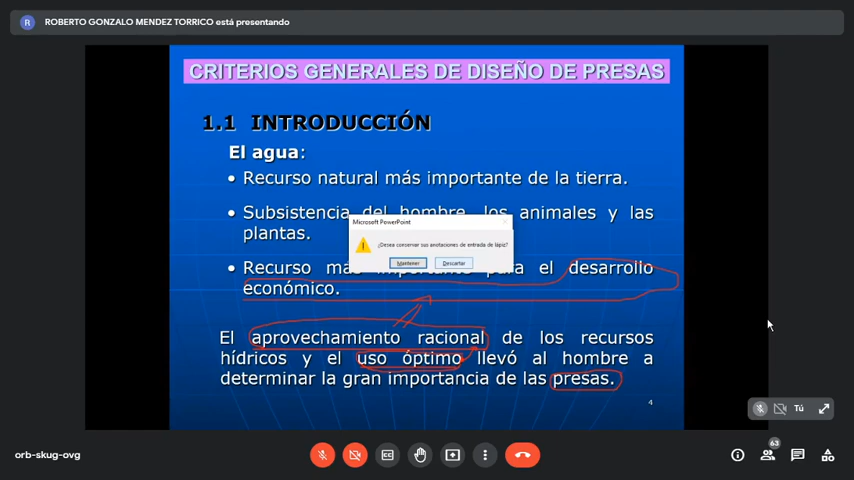 R
ROBERTO GONZALO MENDEZ TORRICO está presentando
CRITERIOS GENERALES DE DISEÑO DE PRESAS
1.1 INTRODUCCIÓN
El agua:
• Recurso natural más importante de la tierra.
• Subsistencia del hombre, los animales y las
plantas.
Microsoft PowerPoint
¿Desea conservar sus anotaciones de entrada de lápiz?
Mantener
Descartar
• Recurso más importante para el desarrollo
económico.
El aprovechamiento racional de los recursos
hídricos y el uso óptimo llevó al hombre a
determinar la gran importancia de las presas.
4
Tú
orb-skug-ovg
CC
63